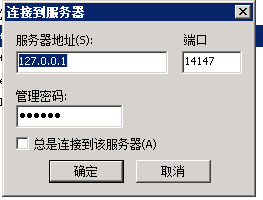 连接到服务器
服务器地址(S): 端口
127.0.0.1 14147
管理密码:
●●●●●●
总是连接到该服务器(A)
确定 取消